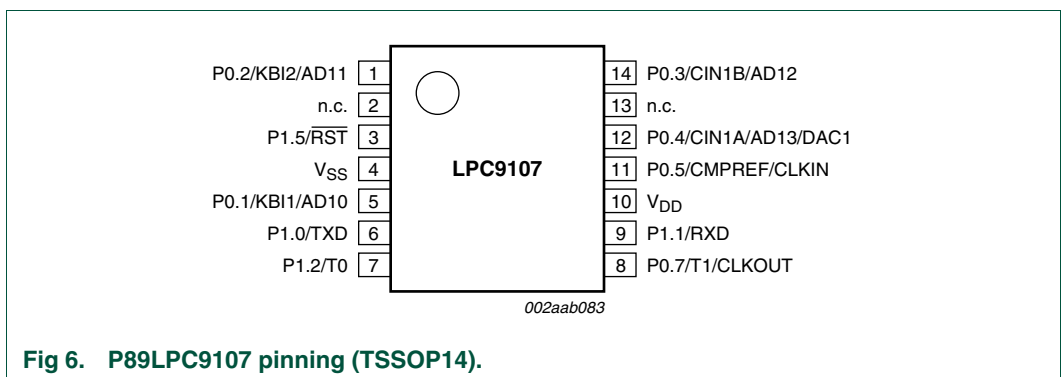 P0.2/KBI2/AD11 1 14 P0.3/CIN1B/AD12
n.c. 2 13 n.c.
P1.5/RST 3 12 P0.4/CIN1A/AD13/DAC1
VSS 4 LPC9107 11 P0.5/CMPREF/CLKIN
P0.1/KBI1/AD10 5 10 VDD
P1.0/TXD 6 9 P1.1/RXD
P1.2/T0 7 8 P0.7/T1/CLKOUT
002aab083
Fig 6. P89LPC9107 pinning (TSSOP14).